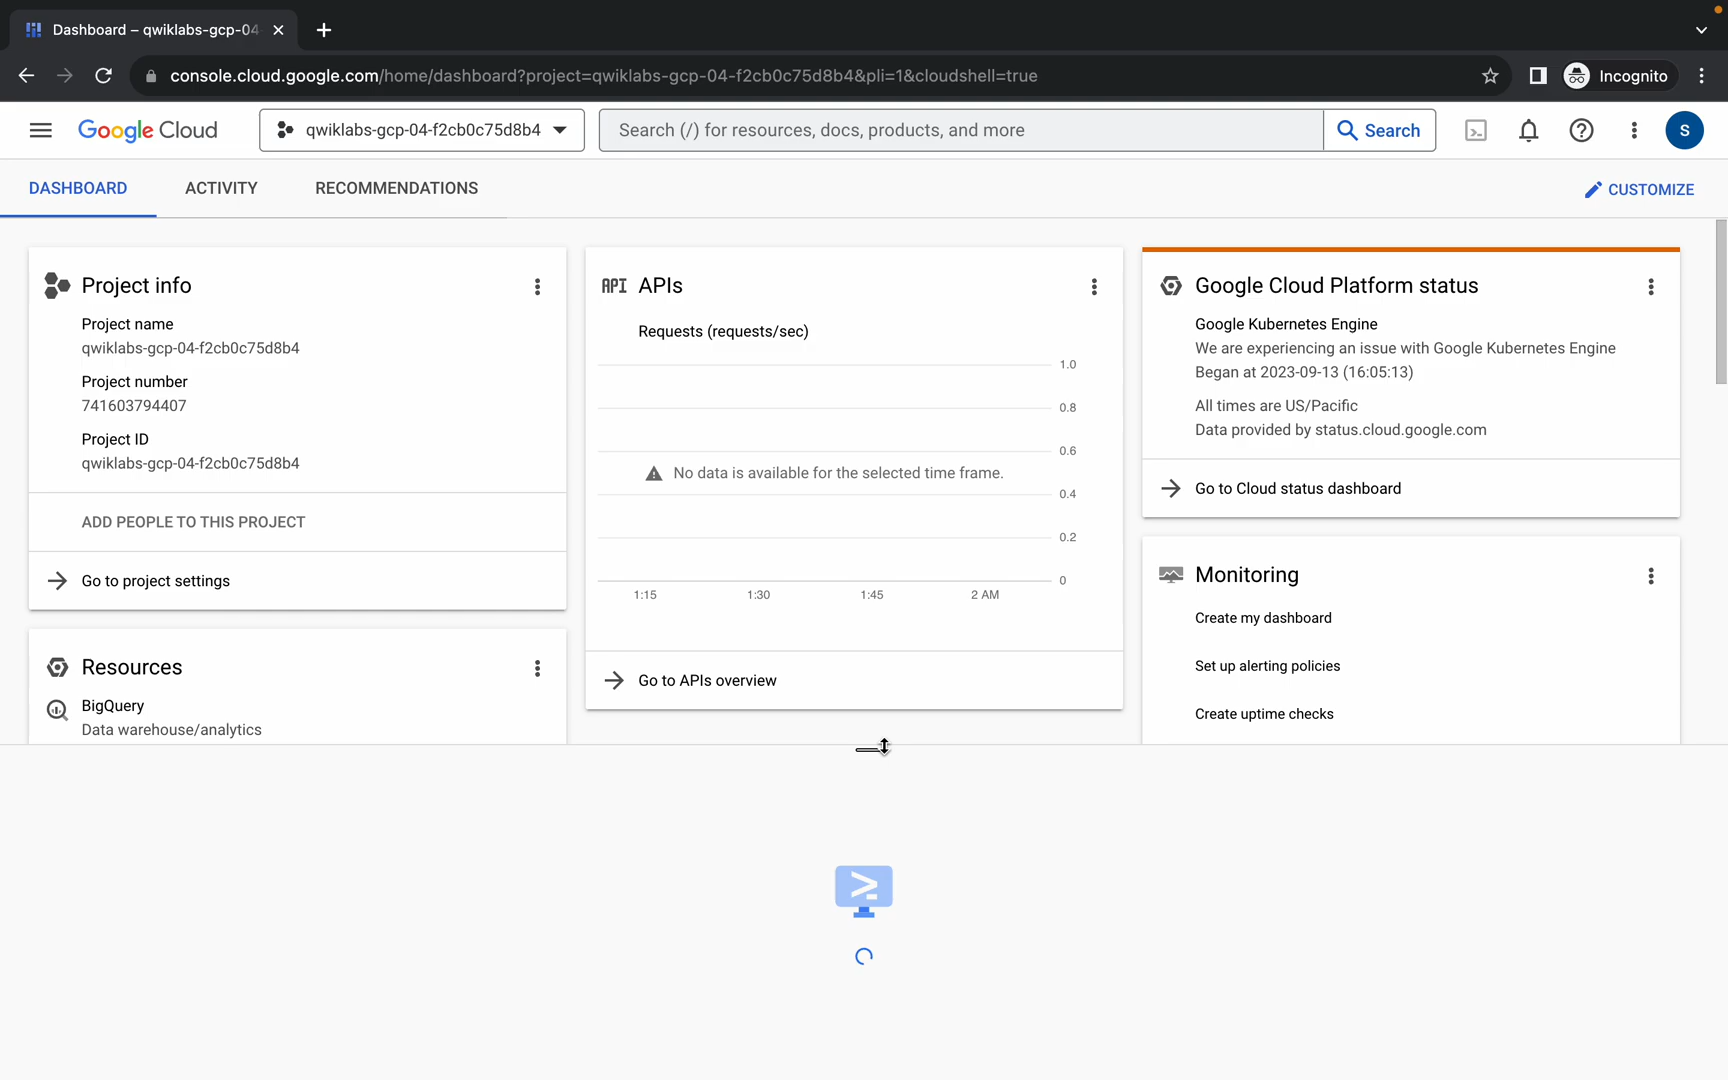 Dashboard – qwiklabs-gcp-04
console.cloud.google.com/home/dashboard?project=qwiklabs-gcp-04-f2cb0c75d8b4&pli=1&cloudshell=true
Incognito
Google Cloud
qwiklabs-gcp-04-f2cb0c75d8b4
Search (/) for resources, docs, products, and more
Search
S
DASHBOARD
ACTIVITY
RECOMMENDATIONS
CUSTOMIZE
Project info
Project name
qwiklabs-gcp-04-f2cb0c75d8b4
Project number
741603794407
Project ID
qwiklabs-gcp-04-f2cb0c75d8b4
ADD PEOPLE TO THIS PROJECT
Go to project settings
Resources
BigQuery
Data warehouse/analytics
API APIs
Requests (requests/sec)
1.0
0.8
0.6
No data is available for the selected time frame.
0.4
0.2
0
1:15 1:30 1:45 2 AM
Go to APIs overview
Google Cloud Platform status
Google Kubernetes Engine
We are experiencing an issue with Google Kubernetes Engine
Began at 2023-09-13 (16:05:13)
All times are US/Pacific
Data provided by status.cloud.google.com
Go to Cloud status dashboard
Monitoring
Create my dashboard
Set up alerting policies
Create uptime checks